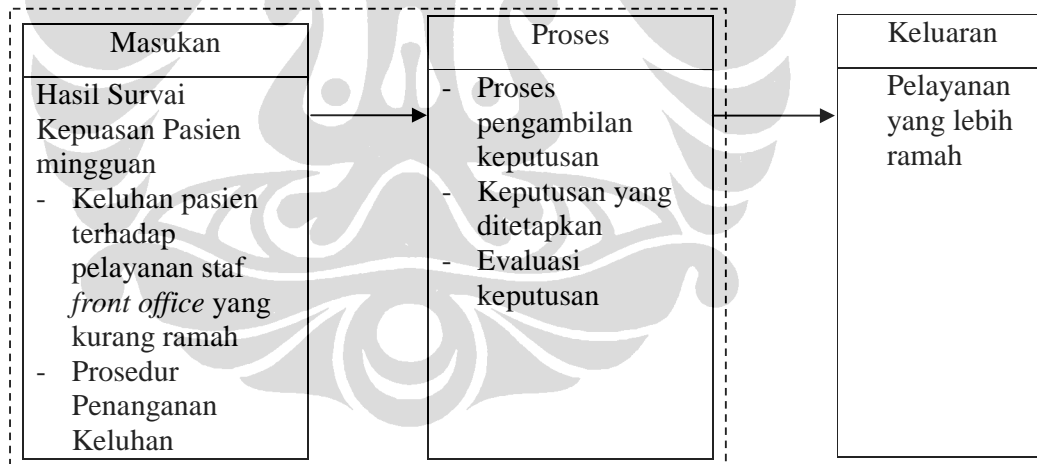 Masukan
Hasil Survai
Kepuasan Pasien
mingguan
- Keluhan pasien
terhadap
pelayanan staf
front office yang
kurang ramah
- Prosedur
Penanganan
Keluhan
Proses
- Proses
pengambilan
keputusan
- Keputusan yang
ditetapkan
- Evaluasi
keputusan
Keluaran
Pelayanan
yang lebih
ramah